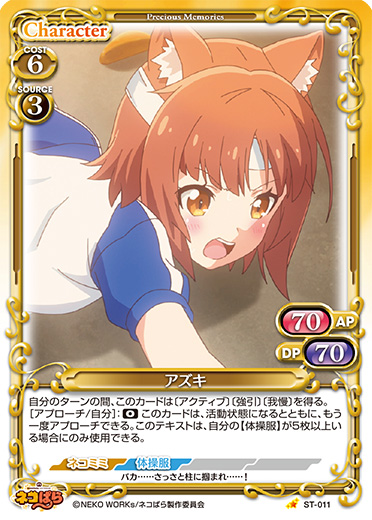 Precious Memories
Character
COST
6
SOURCE
3
70 AP
DP 70
アズキ
自分のターンの間、このカードは〔アクティブ〕〔強引〕〔我慢〕を得る。
［アプローチ/自分］：0 このカードは、活動状態になるとともに、もう
一度アプローチできる。このテキストは、自分の【体操服】が5枚以上い
る場合にのみ使用できる。
ネコミミ 体操服
バカ……さっさと柱に掴まれ……！
ネコぱら
©NEKO WORKs/ネコぱら製作委員会
ST-011